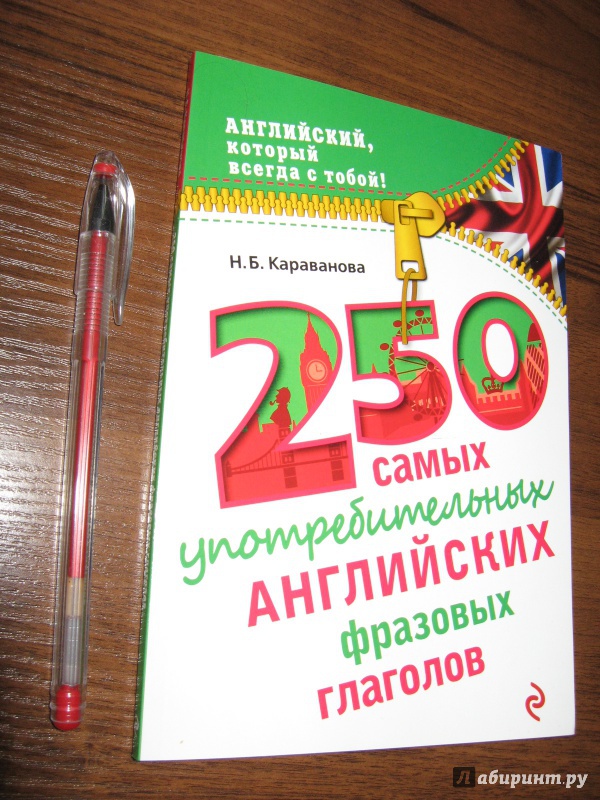 Английский,
который
всегда с тобой!
Н.Б. Караванова
250
самых
употребительных
АНГЛИЙСКИХ
фразовых
глаголов
лабиринт.ру